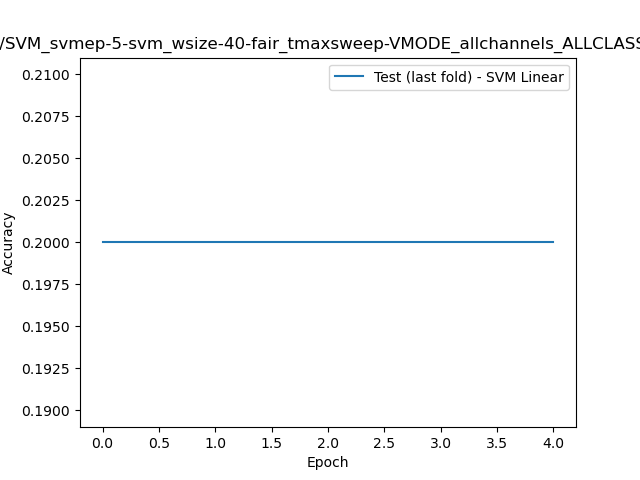 /SVM_svmep-5-svm_wsize-40-fair_tmaxsweep-VMODE_allchannels_ALLCLASS
Test (last fold) - SVM Linear
0.2100
0.2075
0.2050
0.2025
0.2000
0.1975
0.1950
0.1925
0.1900
Accuracy
0.0 0.5 1.0 1.5 2.0 2.5 3.0 3.5 4.0
Epoch